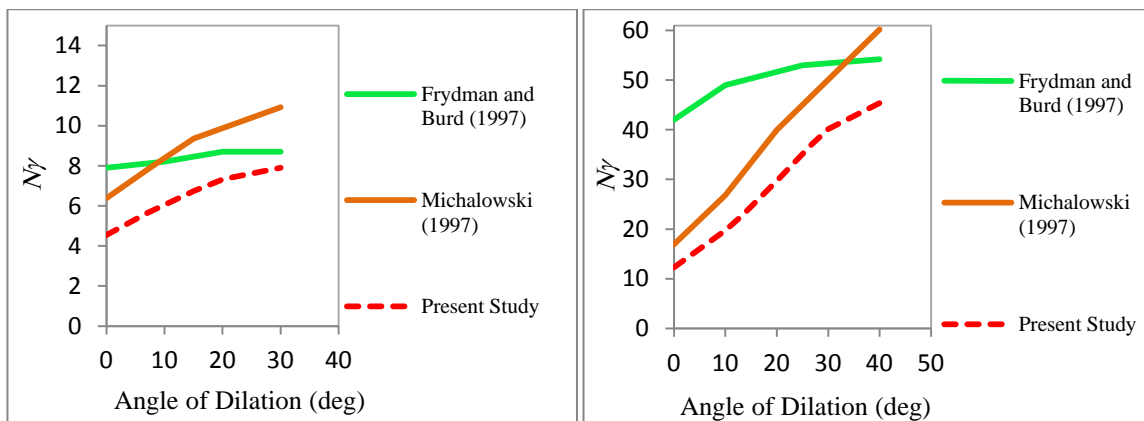 14
12
10
8
6
4
2
0
Nγ
0 10 20 30 40
Angle of Dilation (deg)
Frydman and
Burd (1997)
Michalowski
(1997)
Present Study
60
50
40
30
20
10
0
Nγ
0 10 20 30 40 50
Angle of Dilation (deg)
Frydman and
Burd (1997)
Michalowski
(1997)
Present Study